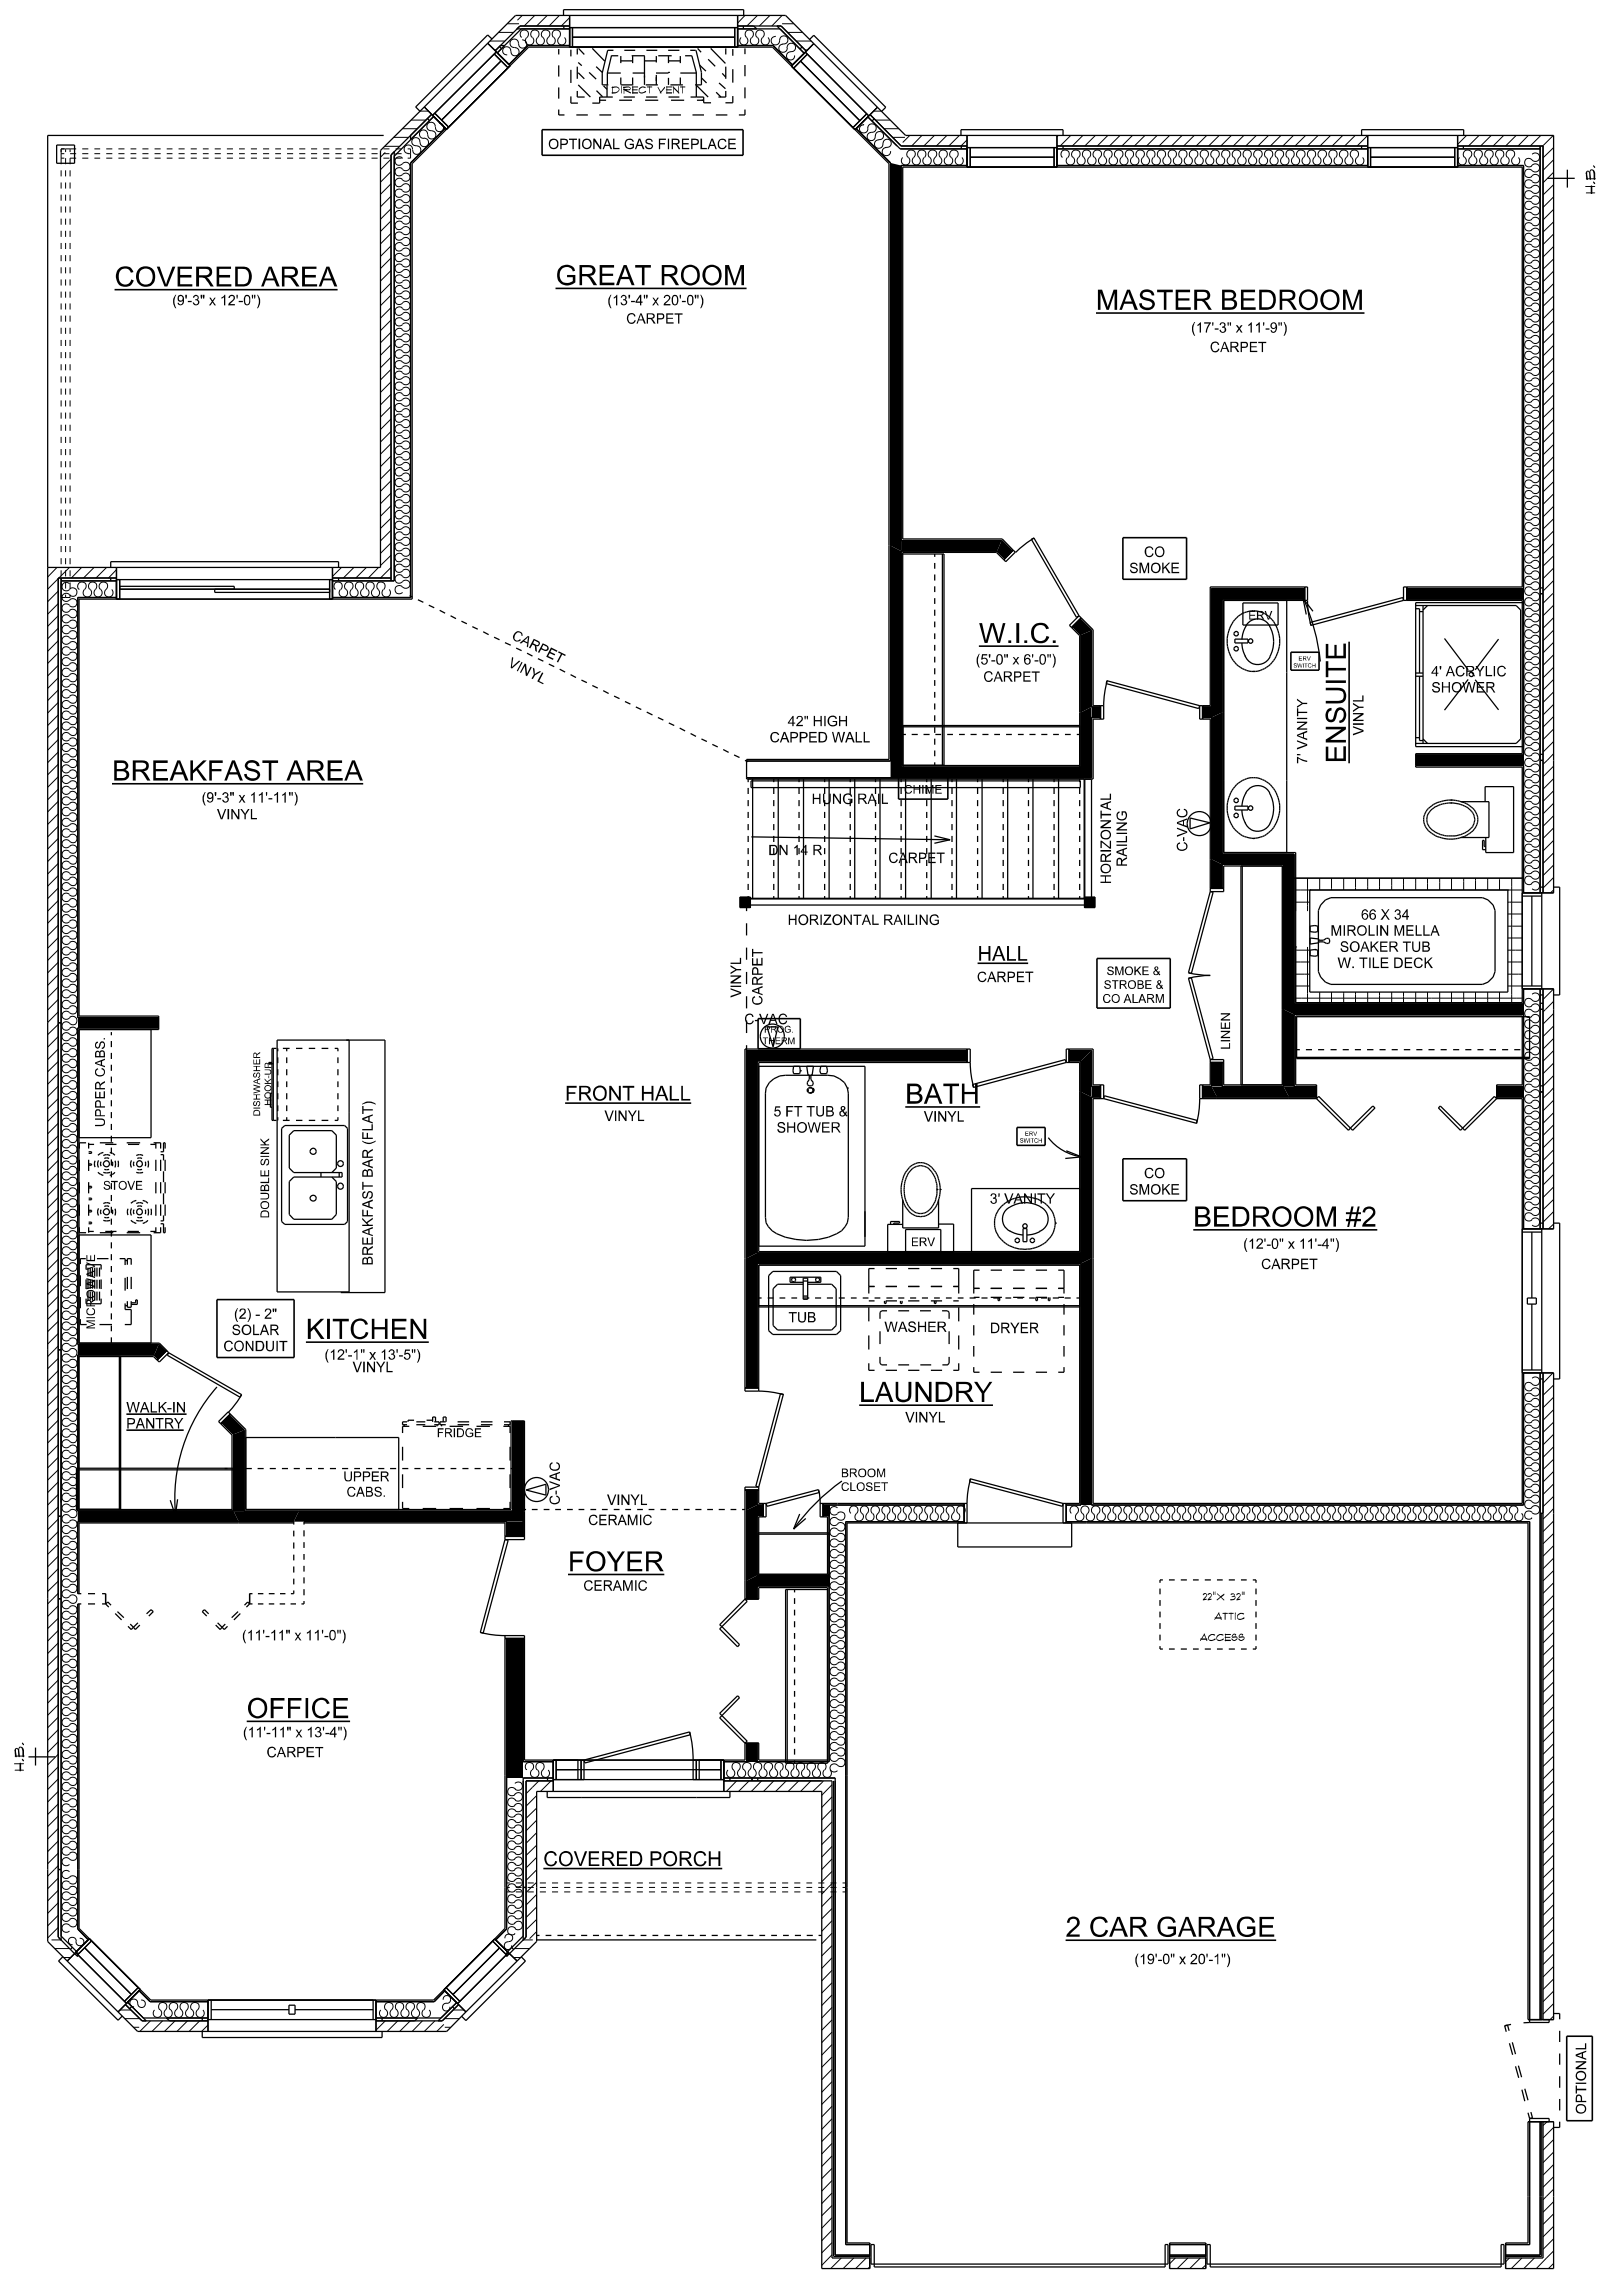 DIRECT VENT
OPTIONAL GAS FIREPLACE
H.B.
COVERED AREA
(9'-3" x 12'-0")
GREAT ROOM
(13'-4" x 20'-0")
CARPET
MASTER BEDROOM
(17'-3" x 11'-9")
CARPET
CO
SMOKE
W.I.C.
(5'-0" x 6'-0")
CARPET
ERV
ERV
SWITCH
ENSUITE
VINYL
7' VANITY
4' ACRYLIC
SHOWER
CARPET
VINYL
42" HIGH
CAPPED WALL
BREAKFAST AREA
(9'-3" x 11'-11")
VINYL
HUNG RAIL
CHIME
DN 14 R
CARPET
HORIZONTAL
RAILING
C-VAC
HORIZONTAL RAILING
66 X 34
MIROLIN MELLA
SOAKER TUB
W. TILE DECK
HALL
CARPET
SMOKE &
STROBE &
CO ALARM
VINYL
CARPET
C-VAC
PROG.
THERM
LINEN
UPPER CABS.
DISHWASHER
HOOK-UP
FRONT HALL
VINYL
BATH
VINYL
5 FT TUB &
SHOWER
ERV
SWITCH
DOUBLE SINK
BREAKFAST BAR (FLAT)
STOVE
CO
SMOKE
3' VANITY
ERV
BEDROOM #2
(12'-0" x 11'-4")
CARPET
MICROWAVE
(2) - 2"
SOLAR
CONDUIT
KITCHEN
(12'-1" x 13'-5")
VINYL
TUB
WASHER
DRYER
LAUNDRY
VINYL
WALK-IN
PANTRY
FRIDGE
UPPER
CABS.
C-VAC
BROOM
CLOSET
VINYL
CERAMIC
FOYER
CERAMIC
22"X 32"
ATTIC
ACCESS
(11'-11" x 11'-0")
OFFICE
(11'-11" x 13'-4")
CARPET
H.B.
COVERED PORCH
2 CAR GARAGE
(19'-0" x 20'-1")
OPTIONAL